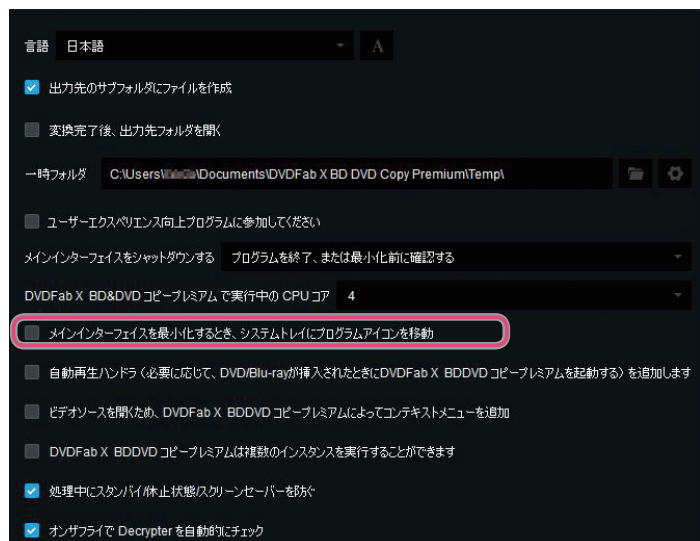 言語 日本語 A
出力先のサブフォルダにファイルを作成
変換完了後、出力先フォルダを開く
一時フォルダ C:\Users\ \Documents\DVDFab X BD DVD Copy Premium\Temp\
ユーザーエクスペリエンス向上プログラムに参加してください
メインインターフェイスをシャットダウンする プログラムを終了、または最小化前に確認する
DVDFab X BD&DVD コピープレミアム で実行中の CPU コア 4
メインインターフェイスを最小化するとき、システムトレイにプログラムアイコンを移動
自動再生ハンドラ（必要に応じて、DVD/Blu-rayが挿入されたときにDVDFab X BDDVD コピープレミアムを起動する）を追加します
ビデオソースを開くため、DVDFab X BDDVD コピープレミアムによってコンテキストメニューを追加
DVDFab X BDDVD コピープレミアムは複数のインスタンスを実行することができます
処理中にスタンバイ/休止状態/スクリーンセーバーを防ぐ
オンザフライで Decrypter を自動的にチェック